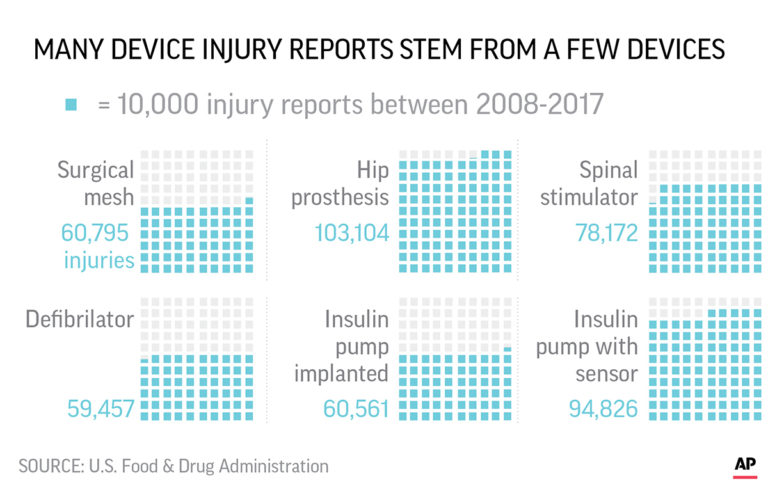 MANY DEVICE INJURY REPORTS STEM FROM A FEW DEVICES
= 10,000 injury reports between 2008-2017
Surgical
mesh
60,795
injuries
Hip
prosthesis
103,104
Spinal
stimulator
78,172
Defibrilator
59,457
Insulin
pump
implanted
60,561
Insulin
pump with
sensor
94,826
SOURCE: U.S. Food & Drug Administration
AP